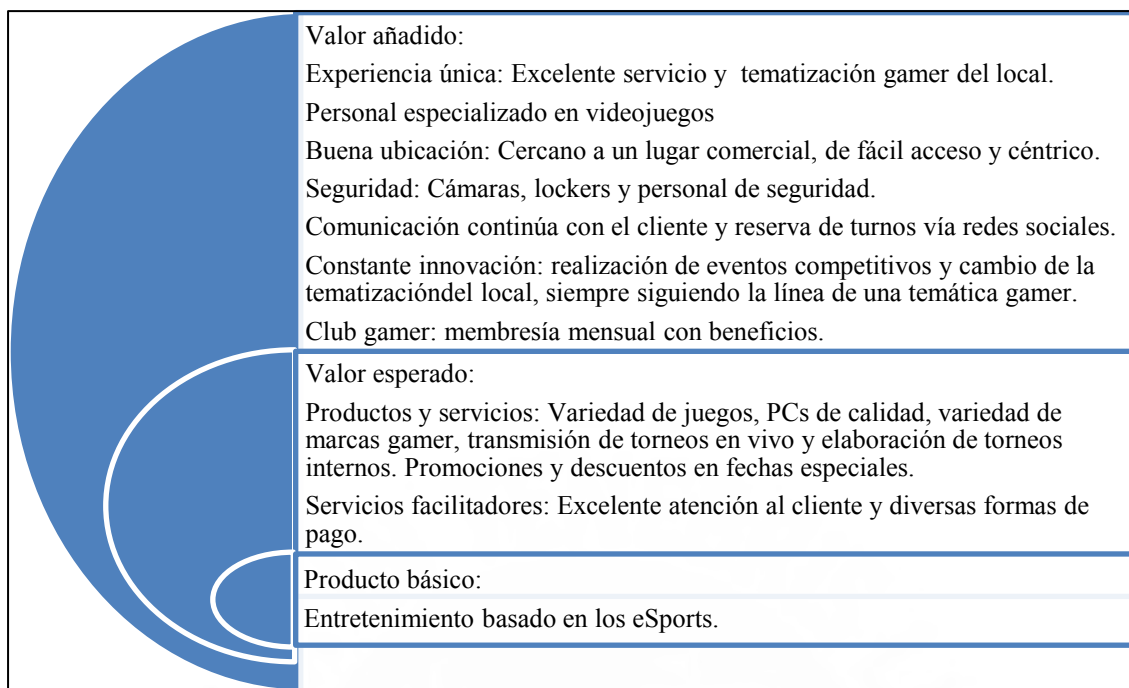 Valor añadido:
Experiencia única: Excelente servicio y tematización gamer del local.
Personal especializado en videojuegos
Buena ubicación: Cercano a un lugar comercial, de fácil acceso y céntrico.
Seguridad: Cámaras, lockers y personal de seguridad.
Comunicación continúa con el cliente y reserva de turnos vía redes sociales.
Constante innovación: realización de eventos competitivos y cambio de la
tematizacióndel local, siempre siguiendo la línea de una temática gamer.
Club gamer: membresía mensual con beneficios.
Valor esperado:
Productos y servicios: Variedad de juegos, PCs de calidad, variedad de
marcas gamer, transmisión de torneos en vivo y elaboración de torneos
internos. Promociones y descuentos en fechas especiales.
Servicios facilitadores: Excelente atención al cliente y diversas formas de
pago.
Producto básico:
Entretenimiento basado en los eSports.